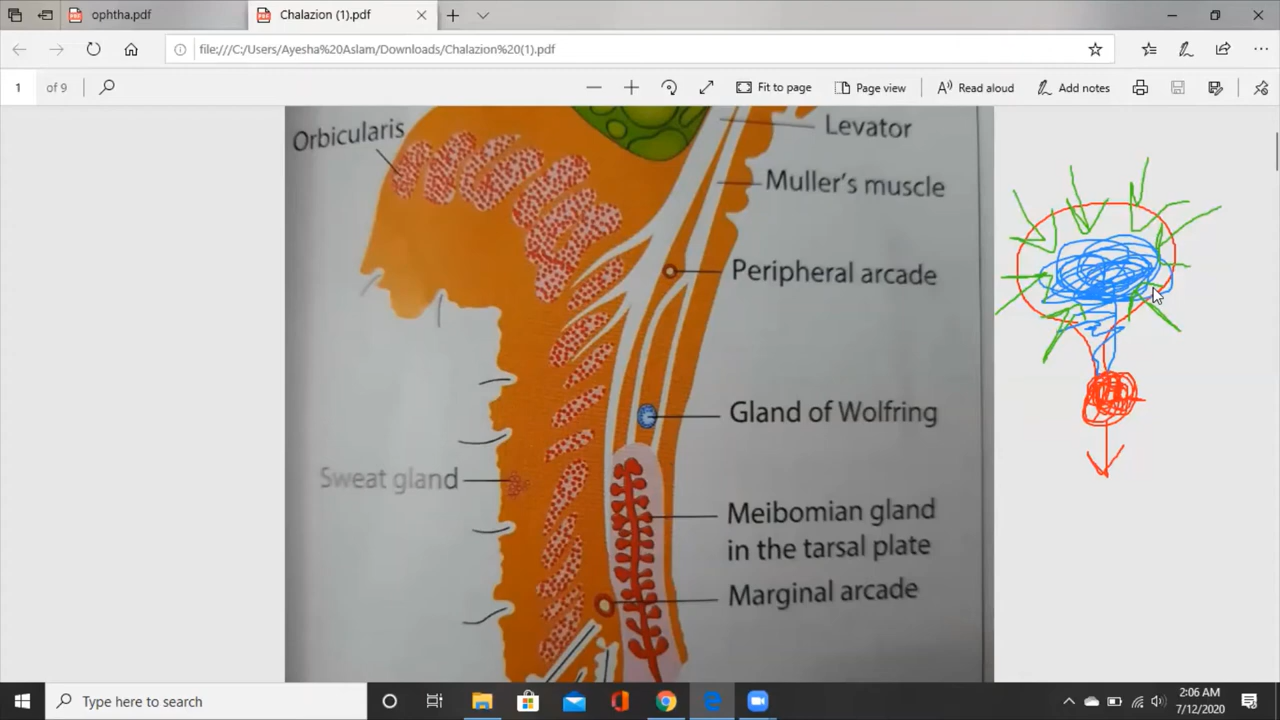 ophtha.pdf
Chalazion (1).pdf
file:///C:/Users/Ayesha%20Aslam/Downloads/Chalazion%20(1).pdf
1 of 9
Fit to page
Page view
Read aloud
Add notes
Orbicularis
Levator
Muller's muscle
Peripheral arcade
Gland of Wolfring
Sweat gland
Meibomian gland
in the tarsal plate
Marginal arcade
Type here to search
2:06 AM
7/12/2020